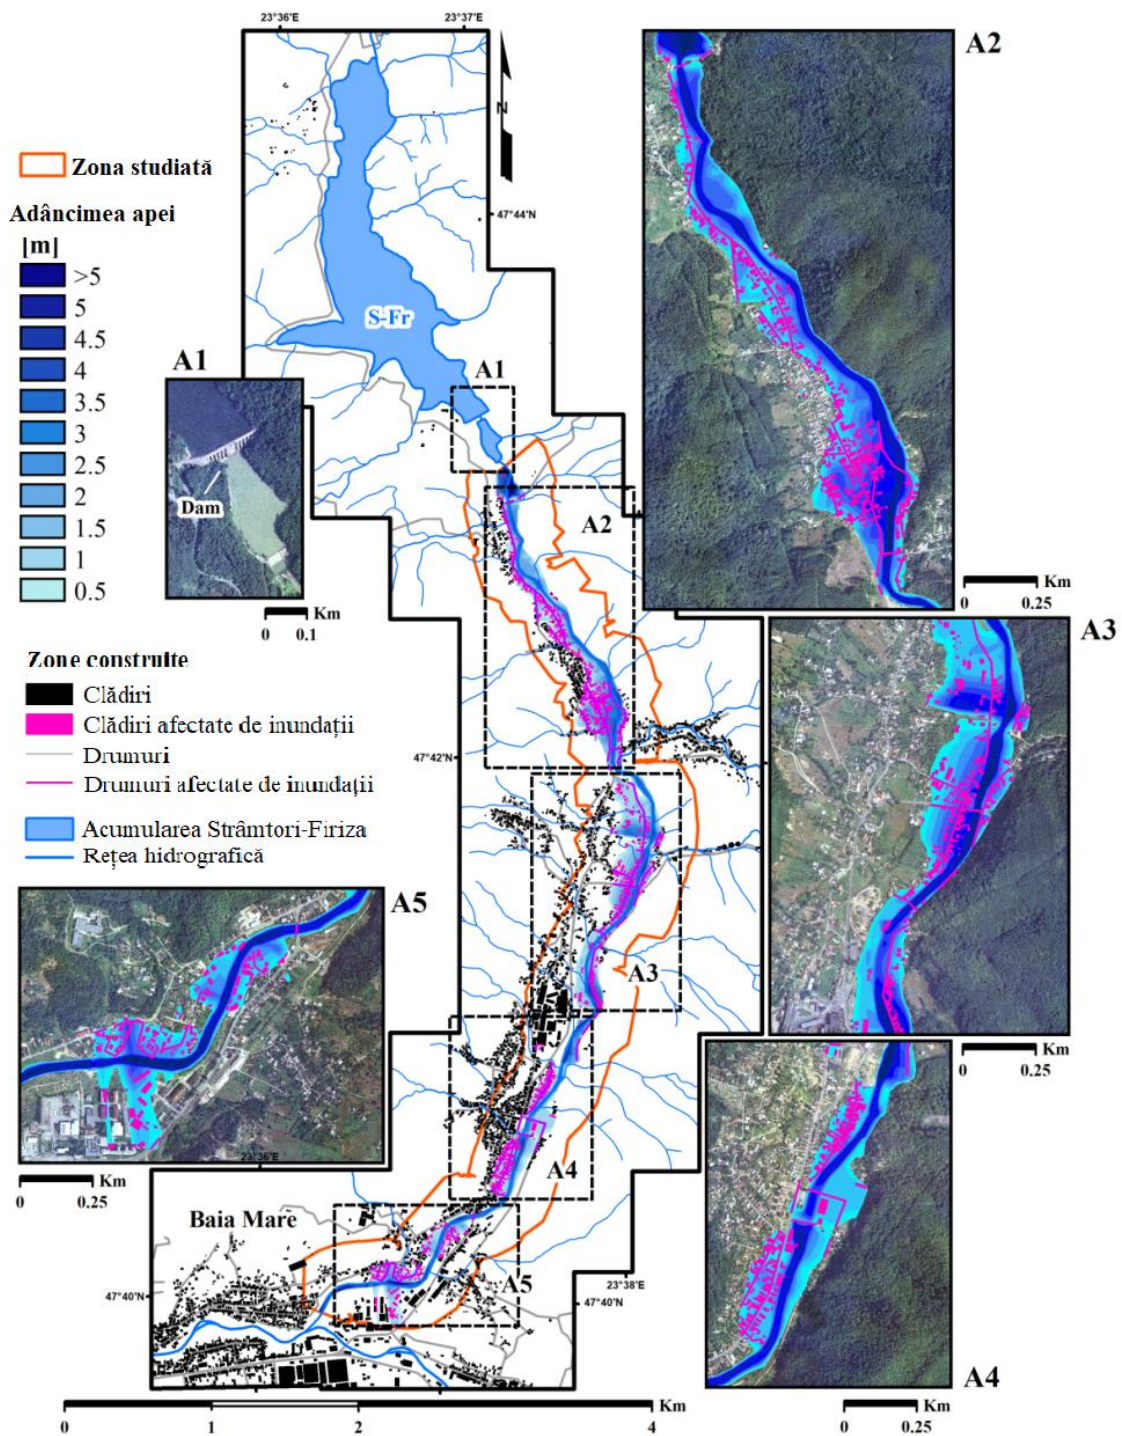 23°36'E
23°37'E
A2
N
Zona studiată
47°44'N
Adâncimea apei
[m]
>5
5
4.5
4
3.5
3
2.5
2
1.5
1
0.5
S-Fr
A1
A1
Dam
A2
Km
0 0.1
Km
0 0.25
A3
Zone construite
Clădiri
Clădiri afectate de inundații
Drumuri
Drumuri afectate de inundații
Acumularea Strâmtori-Firiza
Rețea hidrografică
47°42'N
A5
A3
Km
0 0.25
23°36'E
Km
0 0.25
A4
Baia Mare
A5
23°38'E
47°40'N
47°40'N
A4
Km
0 1 2 4
Km
0 0.25